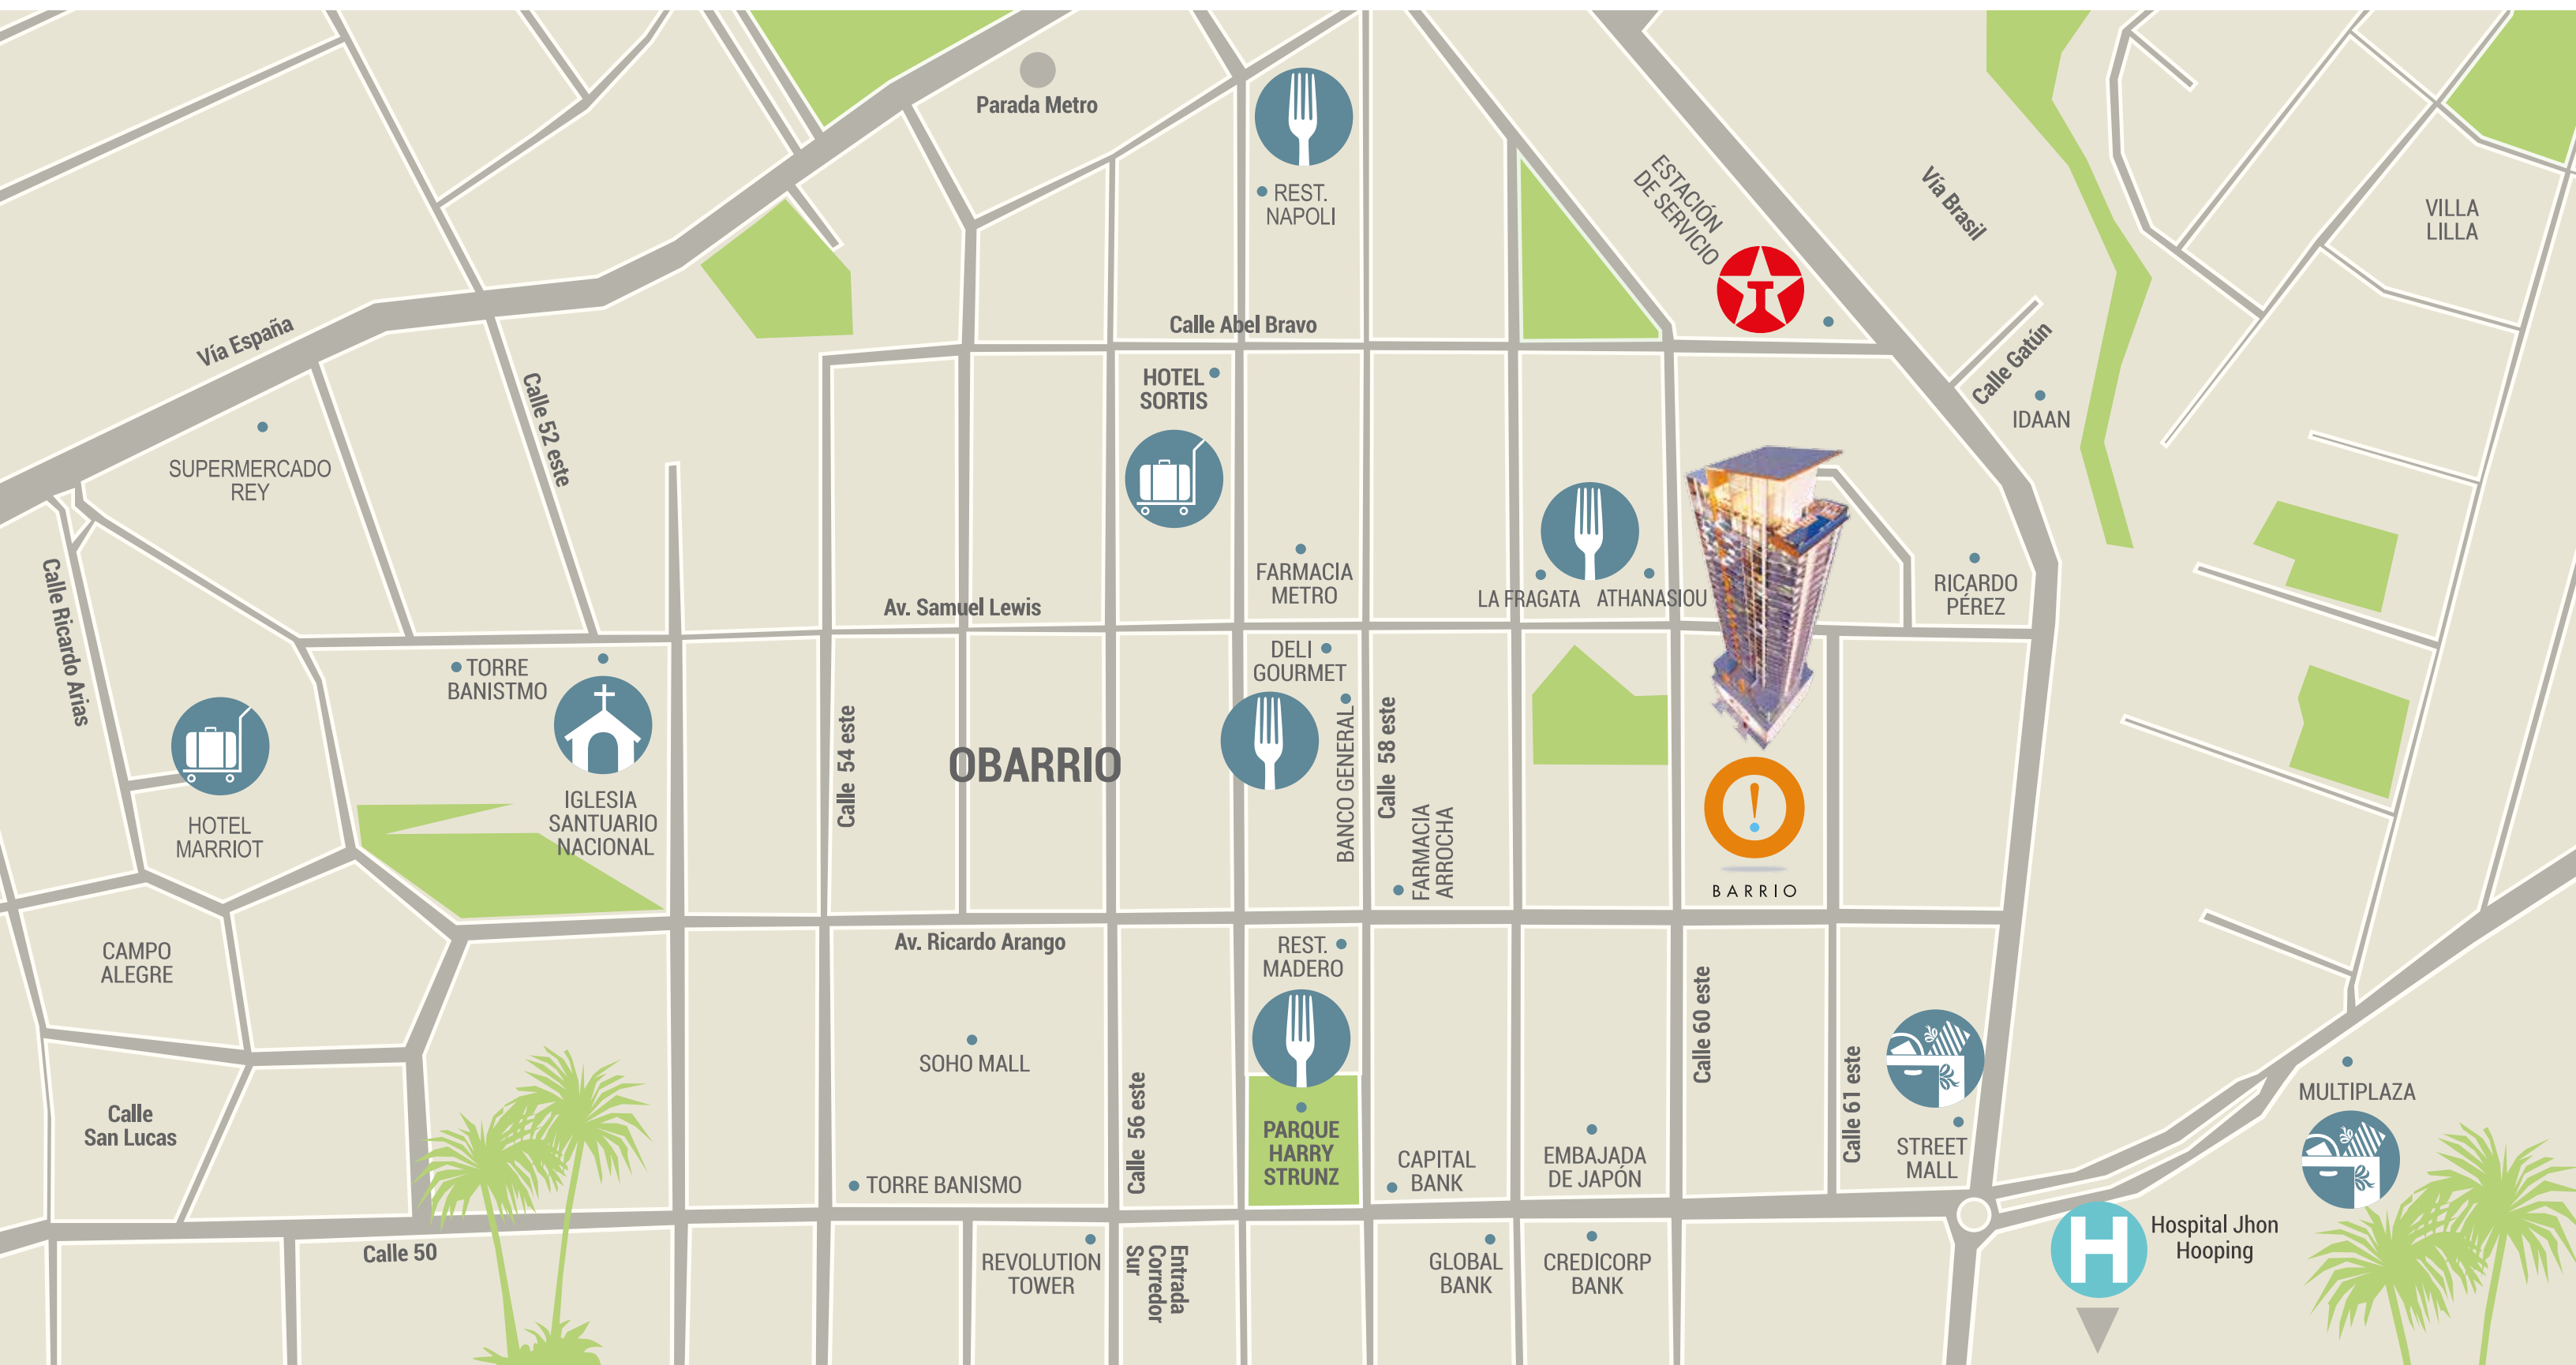 Parada Metro
REST.
NAPOLI
ESTACIÓN
DE SERVICIO
T
Vía Brasil
VILLA
LILLA
Vía España
Calle Abel Bravo
Calle Gatún
IDAAN
HOTEL
SORTIS
Calle 52 este
SUPERMERCADO
REY
FARMACIA
METRO
LA FRAGATA
ATHANASIOU
RICARDO
PÉREZ
Calle Ricardo Arias
Av. Samuel Lewis
TORRE
BANISTMO
DELI
GOURMET
BANCO GENERAL
Calle 58 este
Calle 54 este
OBARRIO
IGLESIA
SANTUARIO
NACIONAL
HOTEL
MARRIOT
FARMACIA
ARROCHA
!
BARRIO
CAMPO
ALEGRE
Av. Ricardo Arango
REST.
MADERO
SOHO MALL
Calle 60 este
Calle 61 este
Calle 56 este
Calle
San Lucas
PARQUE
HARRY
STRUNZ
CAPITAL
BANK
EMBAJADA
DE JAPÓN
STREET
MALL
MULTIPLAZA
TORRE BANISMO
Calle 50
REVOLUTION
TOWER
Entrada
Corredor
Sur
GLOBAL
BANK
CREDICORP
BANK
H
Hospital Jhon
Hooping